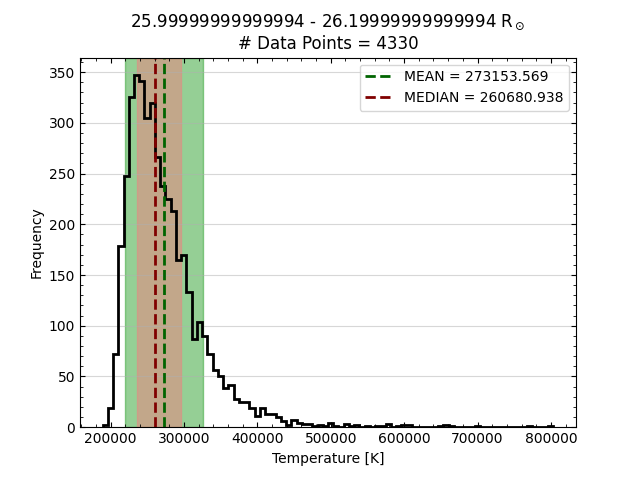 25.99999999999994 - 26.19999999999994 R⊙
# Data Points = 4330
MEAN = 273153.569
MEDIAN = 260680.938
350
300
250
200
150
100
50
0
Frequency
200000 300000 400000 500000 600000 700000 800000
Temperature [K]